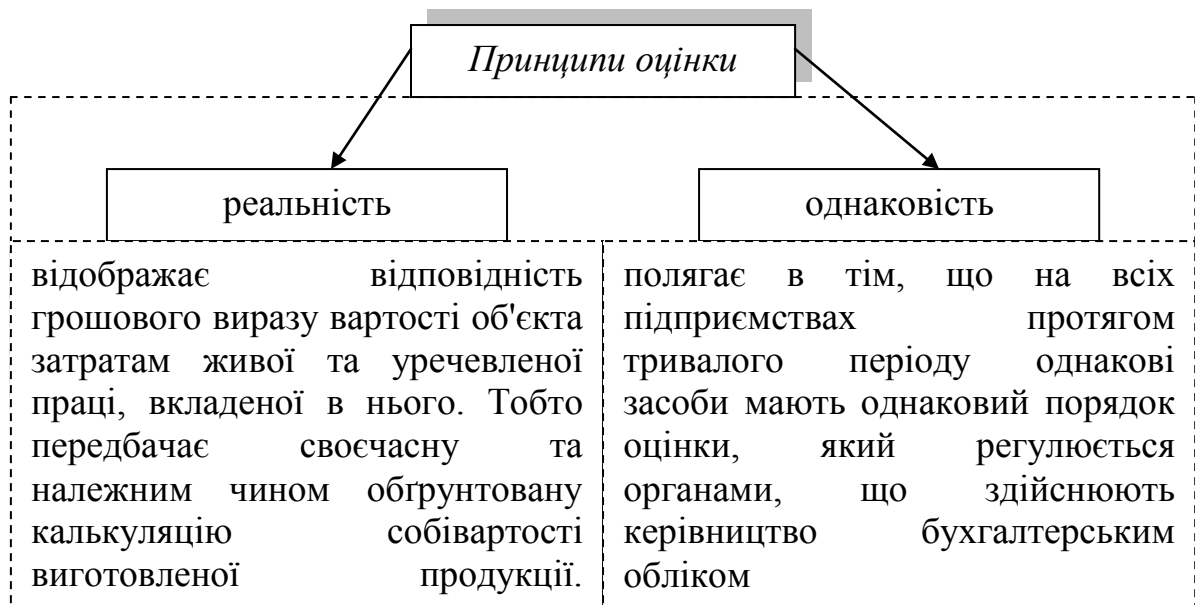 Принципи оцінки
реальність
однаковість
відображає відповідність
грошового виразу вартості об'єкта
затратам живої та уречевленої
праці, вкладеної в нього. Тобто
передбачає своєчасну та
належним чином обґрунтовану
калькуляцію собівартості
виготовленої продукції.
полягає в тім, що на всіх
підприємствах протягом
тривалого періоду однакові
засоби мають однаковий порядок
оцінки, який регулюється
органами, що здійснюють
керівництво бухгалтерським
обліком